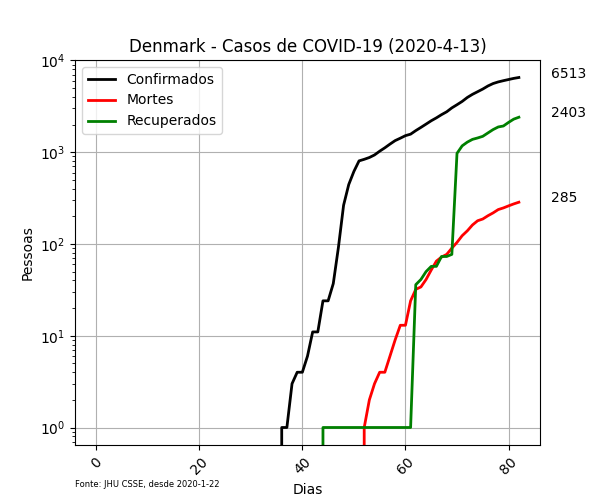 Denmark - Casos de COVID-19 (2020-4-13)
Confirmados
Mortes
Recuperados
6513
2403
285
Pessoas
10^4
10^3
10^2
10^1
10^0
0 20 40 60 80
Dias
Fonte: JHU CSSE, desde 2020-1-22